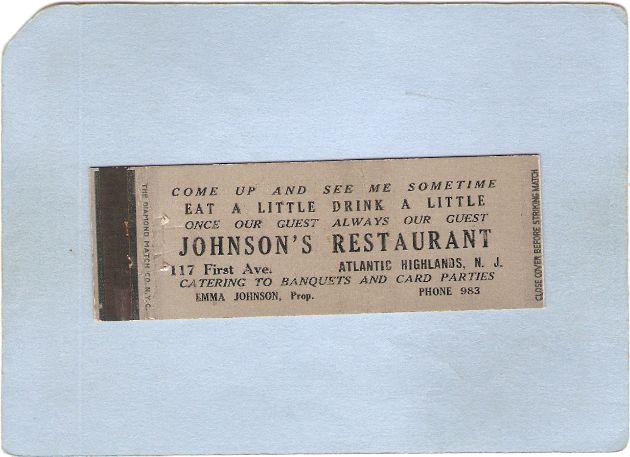 COME UP AND SEE ME SOMETIME
EAT A LITTLE DRINK A LITTLE
ONCE OUR GUEST ALWAYS OUR GUEST
JOHNSON'S RESTAURANT
117 First Ave. ATLANTIC HIGHLANDS, N. J.
CATERING TO BANQUETS AND CARD PARTIES
EMMA JOHNSON, Prop. PHONE 983
THE DIAMOND MATCH CO. N.Y.C.
CLOSE COVER BEFORE STRIKING MATCH